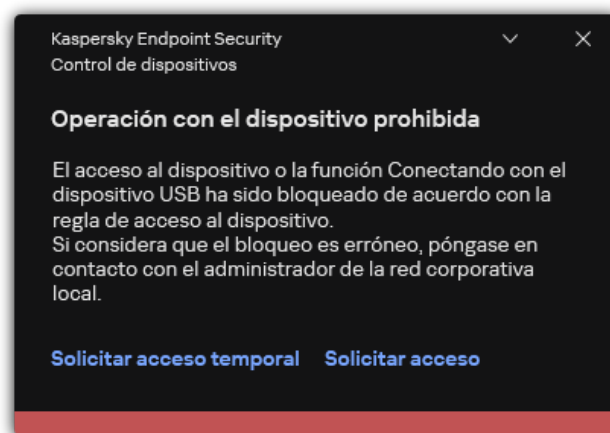 Kaspersky Endpoint Security
Control de dispositivos
Operación con el dispositivo prohibida
El acceso al dispositivo o la función Conectando con el
dispositivo USB ha sido bloqueado de acuerdo con la
regla de acceso al dispositivo.
Si considera que el bloqueo es erróneo, póngase en
contacto con el administrador de la red corporativa
local.
Solicitar acceso temporal Solicitar acceso